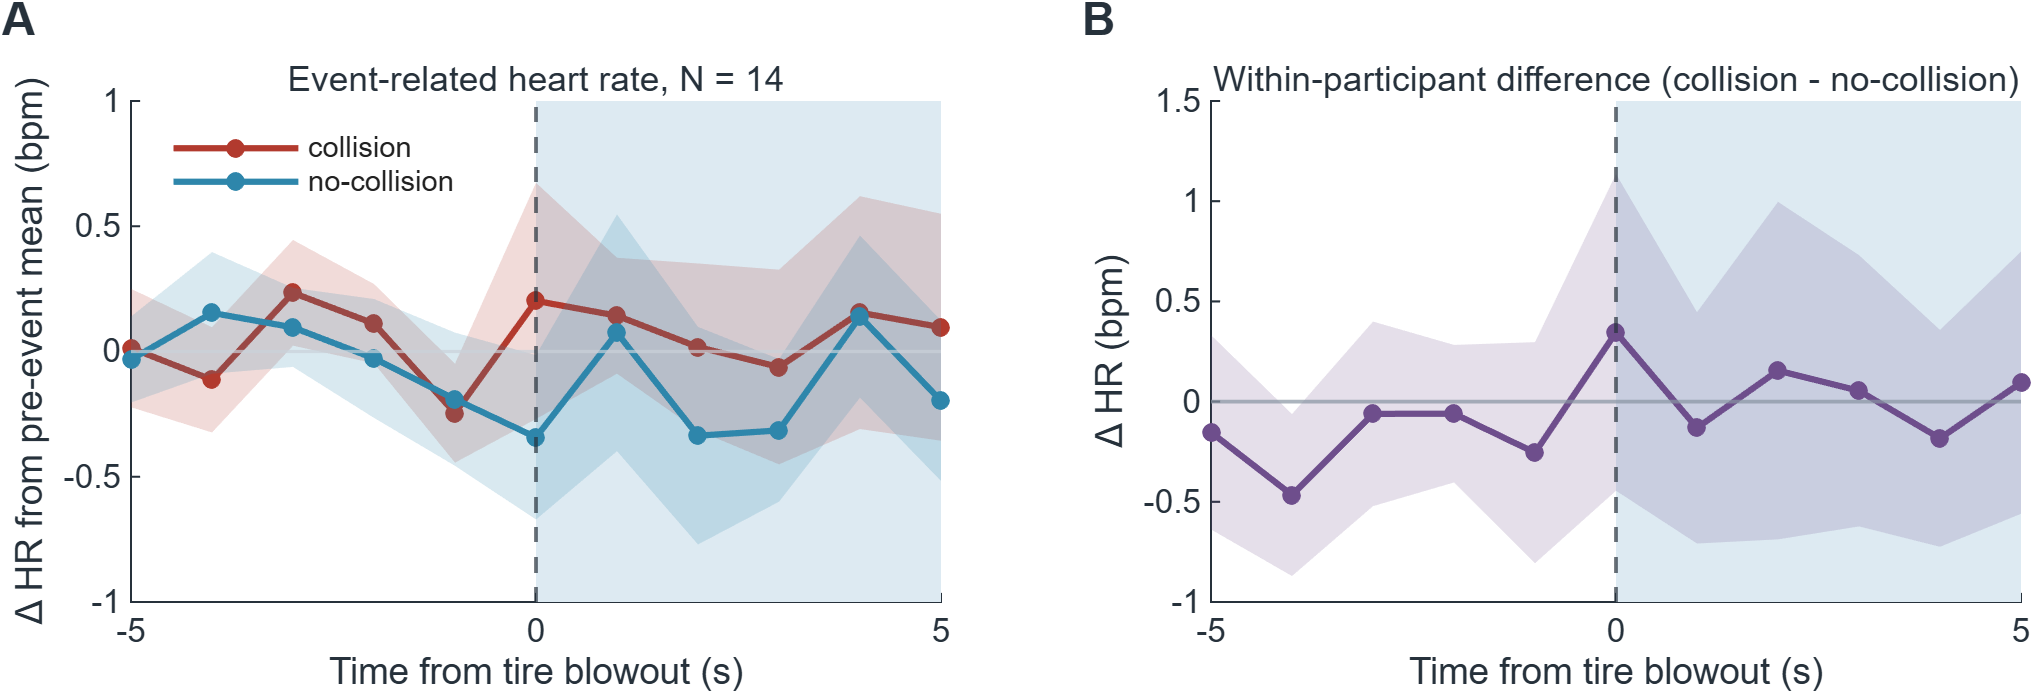 A
Event-related heart rate, N = 14
Δ HR from pre-event mean (bpm)
1
0.5
0
-0.5
-1
collision
no-collision
-5
0
5
Time from tire blowout (s)
B
Within-participant difference (collision - no-collision)
Δ HR (bpm)
1.5
1
0.5
0
-0.5
-1
-5
0
5
Time from tire blowout (s)